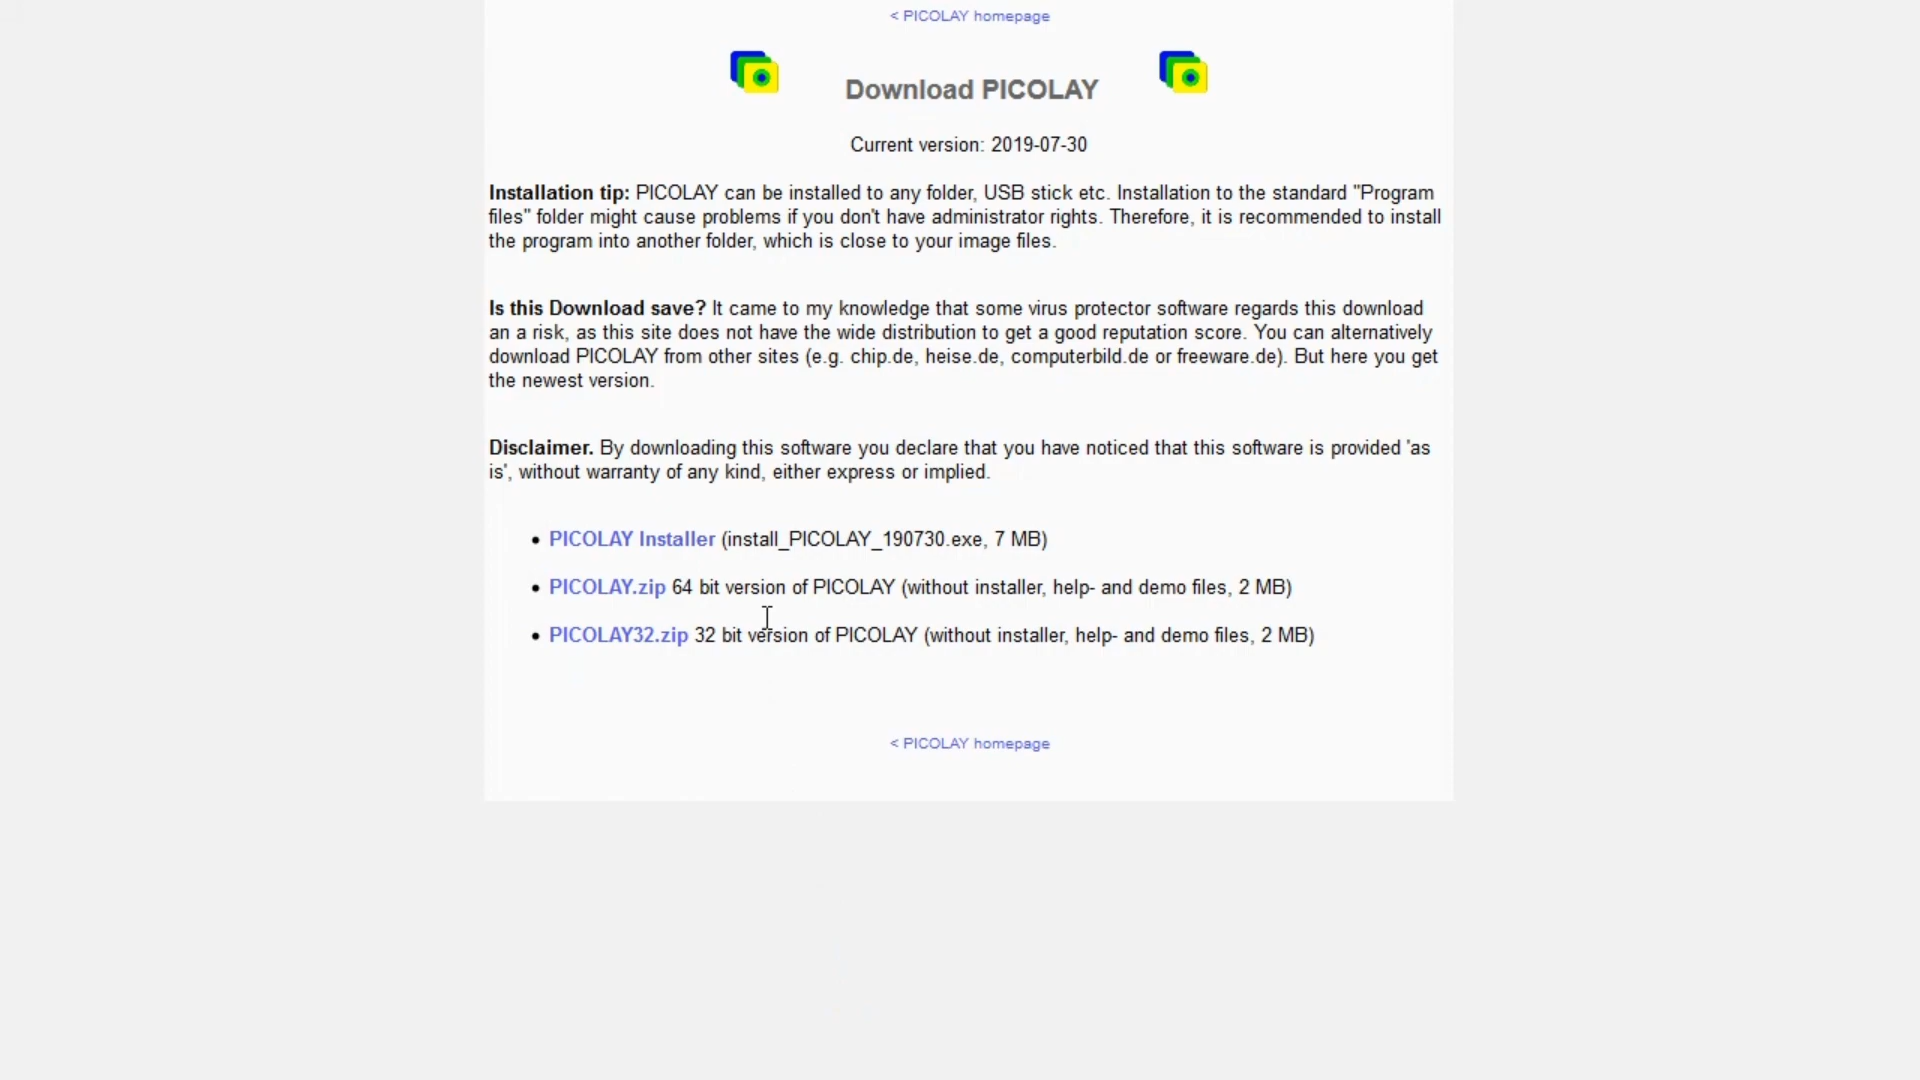 < PICOLAY homepage
Download PICOLAY
Current version: 2019-07-30
Installation tip: PICOLAY can be installed to any folder, USB stick etc. Installation to the standard "Program
files" folder might cause problems if you don't have administrator rights. Therefore, it is recommended to install
the program into another folder, which is close to your image files.
Is this Download save? It came to my knowledge that some virus protector software regards this download
an a risk, as this site does not have the wide distribution to get a good reputation score. You can alternatively
download PICOLAY from other sites (e.g. chip.de, heise.de, computerbild.de or freeware.de). But here you get
the newest version.
Disclaimer. By downloading this software you declare that you have noticed that this software is provided 'as
is', without warranty of any kind, either express or implied.
• PICOLAY Installer (install_PICOLAY_190730.exe, 7 MB)
• PICOLAY.zip 64 bit version of PICOLAY (without installer, help- and demo files, 2 MB)
• PICOLAY32.zip 32 bit version of PICOLAY (without installer, help- and demo files, 2 MB)
< PICOLAY homepage